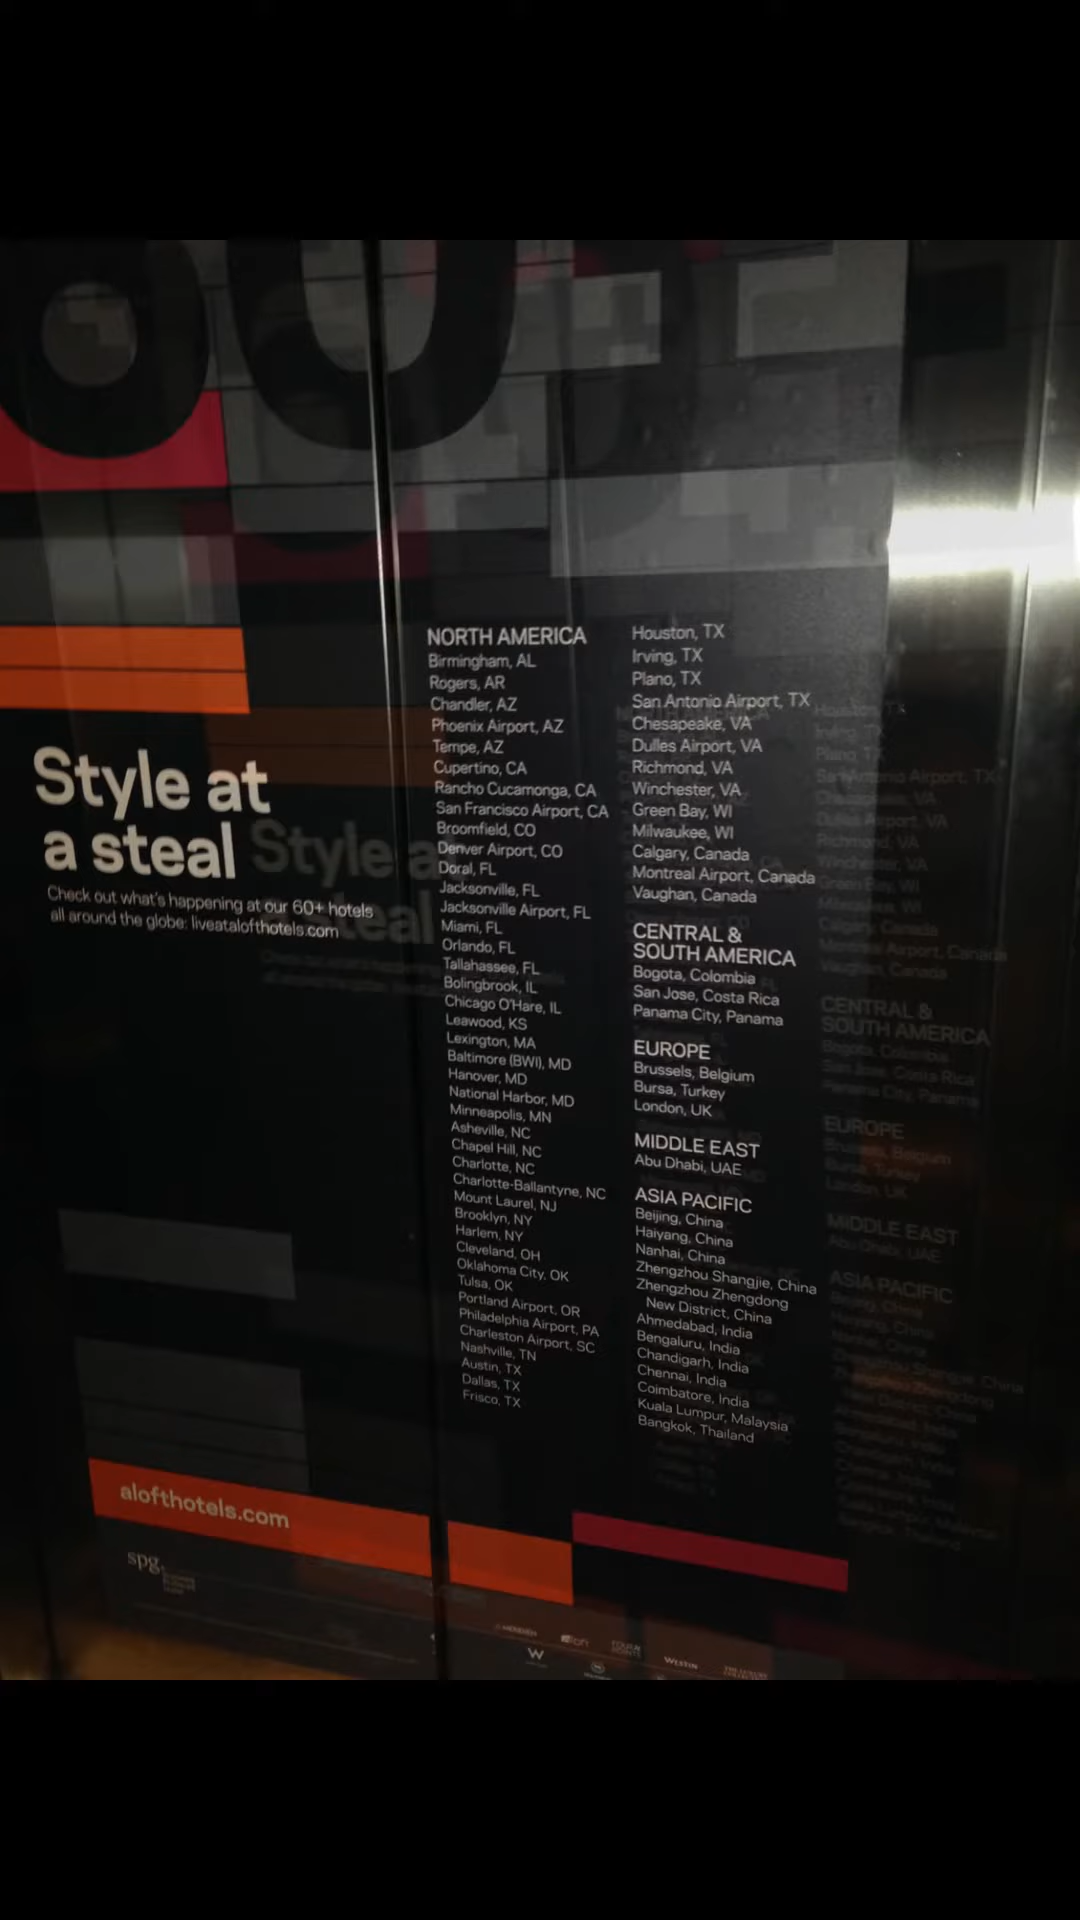 60
Style at
a steal
Check out what's happening at our 60+ hotels
all around the globe: liveatalofthotels.com
NORTH AMERICA
Birmingham, AL
Rogers, AR
Chandler, AZ
Phoenix Airport, AZ
Tempe, AZ
Cupertino, CA
Rancho Cucamonga, CA
San Francisco Airport, CA
Broomfield, CO
Denver Airport, CO
Doral, FL
Jacksonville, FL
Jacksonville Airport, FL
Miami, FL
Orlando, FL
Tallahassee, FL
Bolingbrook, IL
Chicago O'Hare, IL
Leawood, KS
Lexington, MA
Baltimore (BWI), MD
Hanover, MD
National Harbor, MD
Minneapolis, MN
Asheville, NC
Chapel Hill, NC
Charlotte, NC
Charlotte-Ballantyne, NC
Mount Laurel, NJ
Brooklyn, NY
Harlem, NY
Cleveland, OH
Oklahoma City, OK
Tulsa, OK
Portland Airport, OR
Philadelphia Airport, PA
Charleston Airport, SC
Nashville, TN
Austin, TX
Dallas, TX
Frisco, TX
Houston, TX
Irving, TX
Plano, TX
San Antonio Airport, TX
Chesapeake, VA
Dulles Airport, VA
Richmond, VA
Winchester, VA
Green Bay, WI
Milwaukee, WI
Calgary, Canada
Montreal Airport, Canada
Vaughan, Canada
CENTRAL &
SOUTH AMERICA
Bogota, Colombia
San Jose, Costa Rica
Panama City, Panama
EUROPE
Brussels, Belgium
Bursa, Turkey
London, UK
MIDDLE EAST
Abu Dhabi, UAE
ASIA PACIFIC
Beijing, China
Haiyang, China
Nanhai, China
Zhengzhou Shangjie, China
Zhengzhou Zhengdong
New District, China
Ahmedabad, India
Bengaluru, India
Chandigarh, India
Chennai, India
Coimbatore, India
Kuala Lumpur, Malaysia
Bangkok, Thailand
alofthotels.com
spg.
MERIDIEN
aloft
FOUR POINTS
W
WESTIN
THE LUXURY COLLECTION